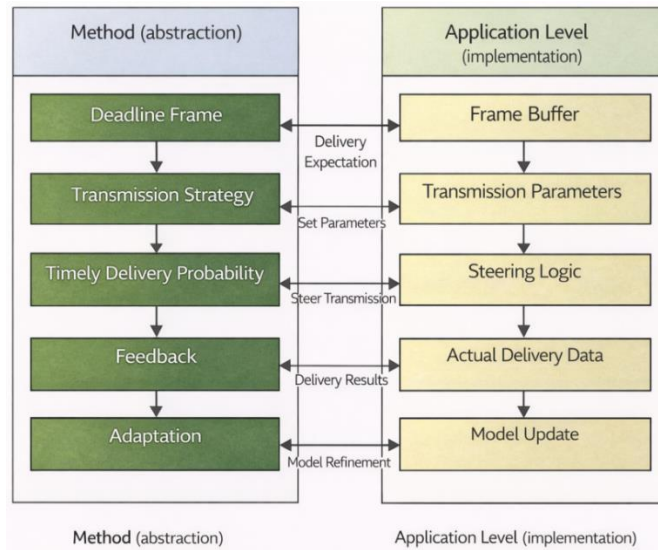 Method (abstraction)
Application Level
(implementation)
Deadline Frame
Delivery
Expectation
Frame Buffer
Transmission Strategy
Set Parameters
Transmission Parameters
Timely Delivery Probability
Steer Transmission
Steering Logic
Feedback
Delivery Results
Actual Delivery Data
Adaptation
Model Refinement
Model Update
Method (abstraction)
Application Level (implementation)